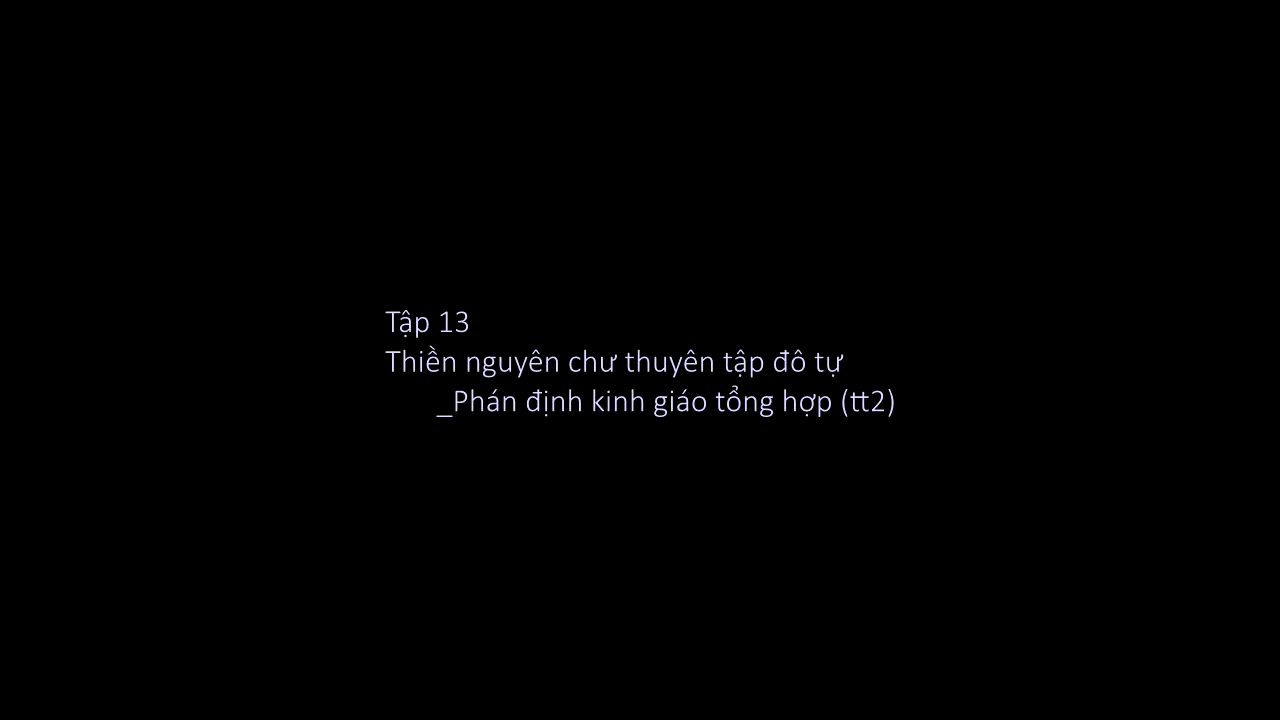 Tập 13
Thiền nguyên chư thuyên tập đô tự
_Phán định kinh giáo tổng hợp (tt2)